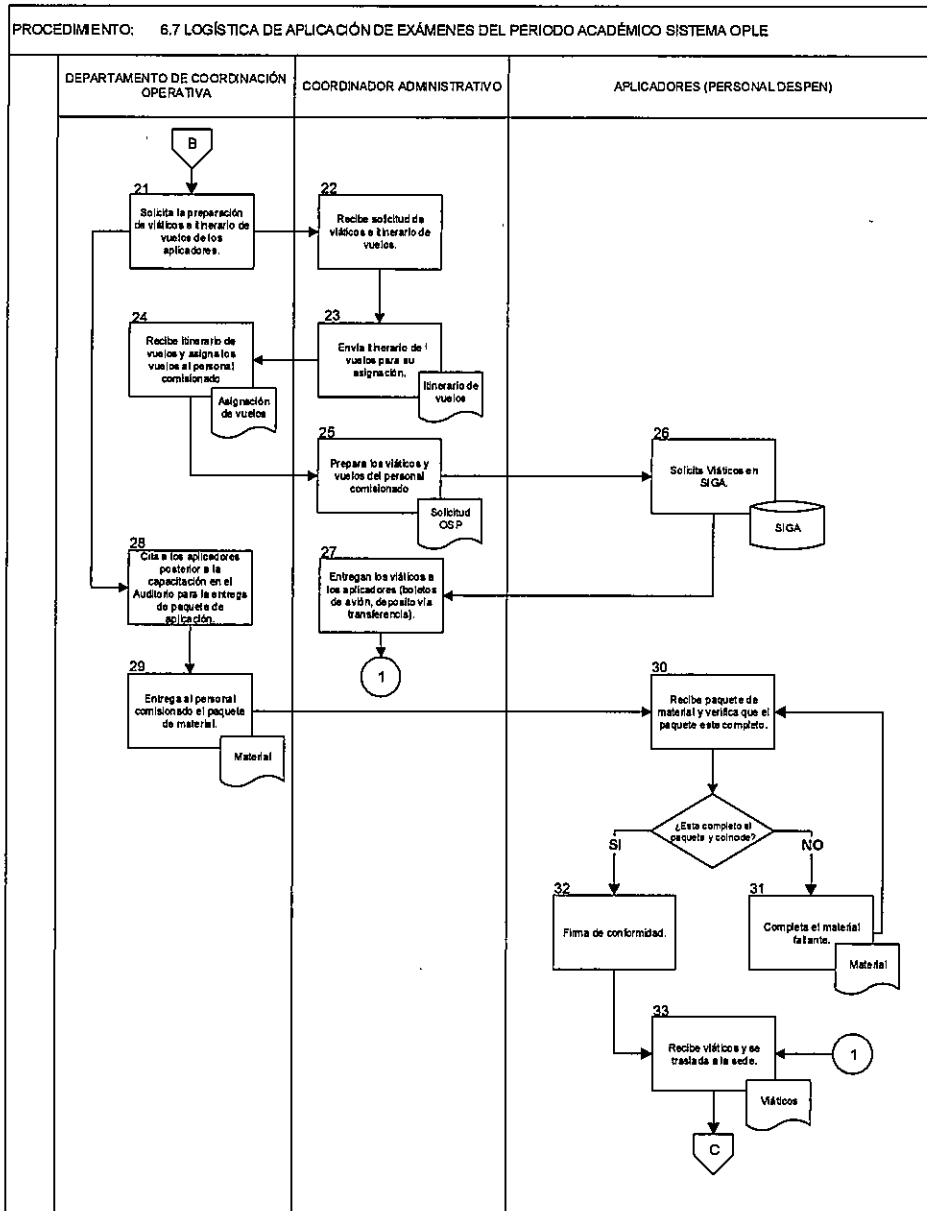 PROCEDIMIENTO: 6.7 LOGÍSTICA DE APLICACIÓN DE EXÁMENES DEL PERIODO ACADÉMICO SISTEMA OPLE
DEPARTAMENTO DE COORDINACIÓN
OPERATIVA
COORDINADOR ADMINISTRATIVO
APLICADORES (PERSONAL DESPEN)
B
21
Solicita la preparación
de viáticos e itinerario de
vuelos de los
aplicadores.
22
Recibe solicitud de
viáticos e itinerario de
vuelos.
24
Recibe itinerario de
vuelos y asigna los
vuelos al personal
comisionado
Asignación
de vuelos
23
Envía itinerario de
vuelos para su
asignación.
Itinerario de
vuelos
25
Prepara los viáticos y
vuelos del personal
comisionado
Solicitud
OSP
26
Solicita Viáticos en
SIGA.
SIGA
28
Cita a los aplicadores
posterior a la
capacitación en el
Auditorio para la entrega
de paquete de
aplicación.
27
Entregan los viáticos a
los aplicadores (boletos
de avión, deposito vía
transferencia).
1
29
Entrega al personal
comisionado el paquete
de material.
Material
30
Recibe paquete de
material y verifica que el
paquete este completo.
¿Esta completo el
paquete y coincide?
SI
NO
32
Firma de conformidad.
31
Completa el material
faltante.
Material
33
Recibe viáticos y se
traslada a la sede.
Viáticos
1
C